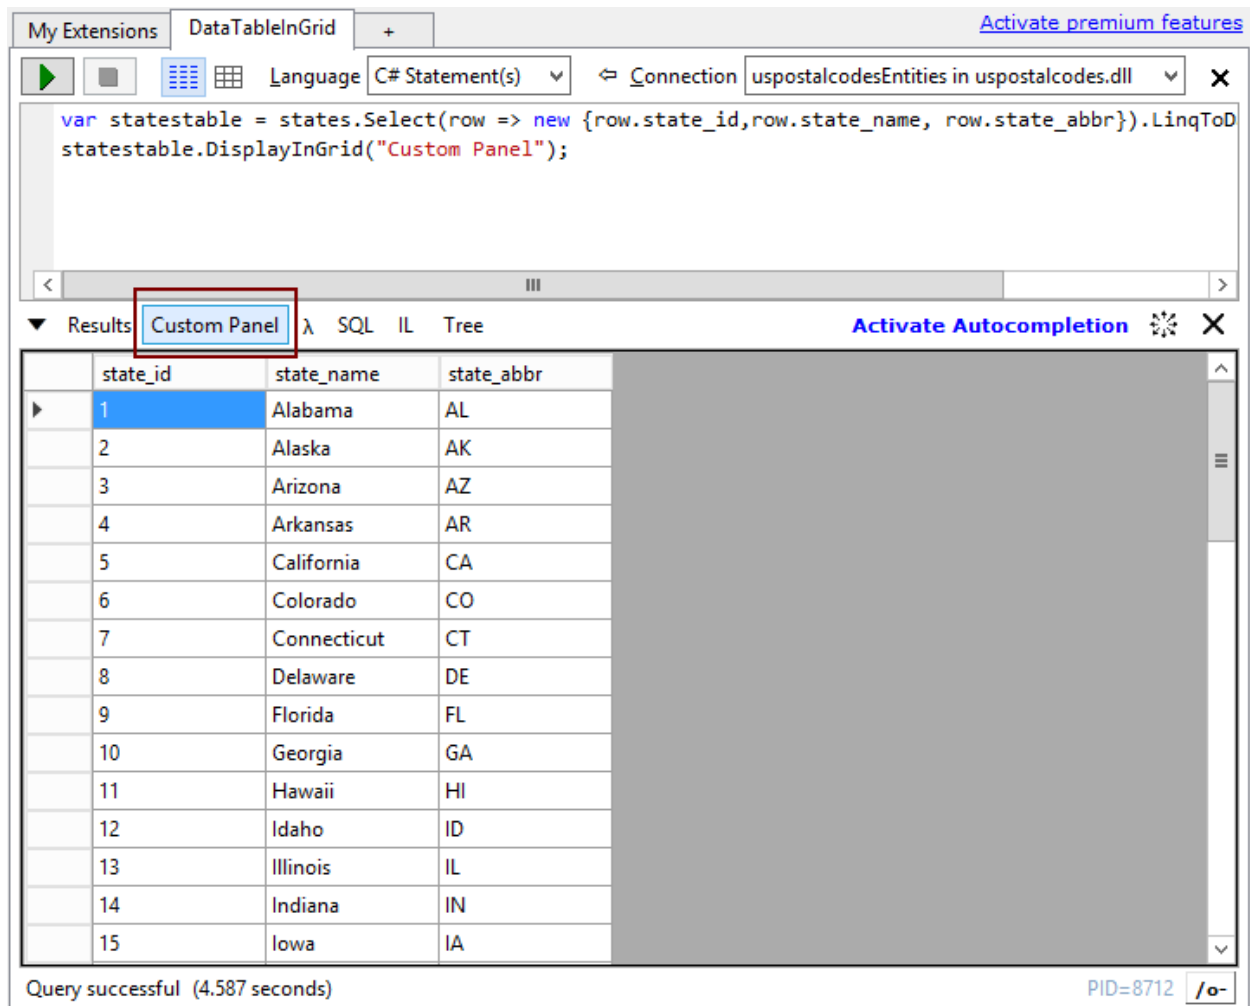 My Extensions DataTableInGrid + Activate premium features
Language C# Statement(s) Connection uspostalcodesEntities in uspostalcodes.dll
var statestable = states.Select(row => new {row.state_id,row.state_name, row.state_abbr}).LinqToD
statestable.DisplayInGrid("Custom Panel");
Results Custom Panel λ SQL IL Tree Activate Autocompletion
state_id state_name state_abbr
1 Alabama AL
2 Alaska AK
3 Arizona AZ
4 Arkansas AR
5 California CA
6 Colorado CO
7 Connecticut CT
8 Delaware DE
9 Florida FL
10 Georgia GA
11 Hawaii HI
12 Idaho ID
13 Illinois IL
14 Indiana IN
15 Iowa IA
Query successful (4.587 seconds) PID=8712 /o-